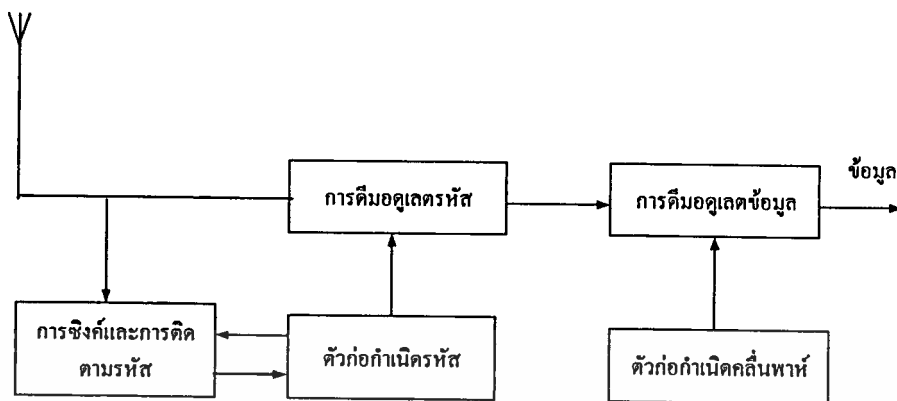 ข้อมูล
การดีมอดูเลตรหัส
การดีมอดูเลตข้อมูล
การซิงค์และการติด
ตามรหัส
ตัวก่อกำเนิดรหัส
ตัวก่อกำเนิดคลื่นพาห์